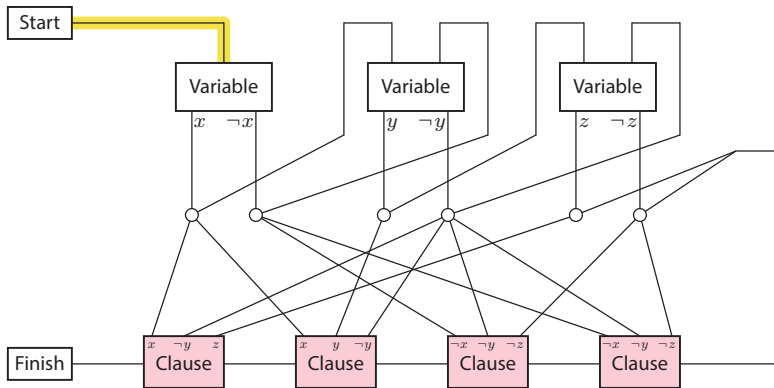 Start
Variable
Variable
Variable
x ¬x
y ¬y
z ¬z
x ¬y z
x y ¬y
¬x ¬y ¬z
¬x ¬y ¬z
Finish
Clause
Clause
Clause
Clause